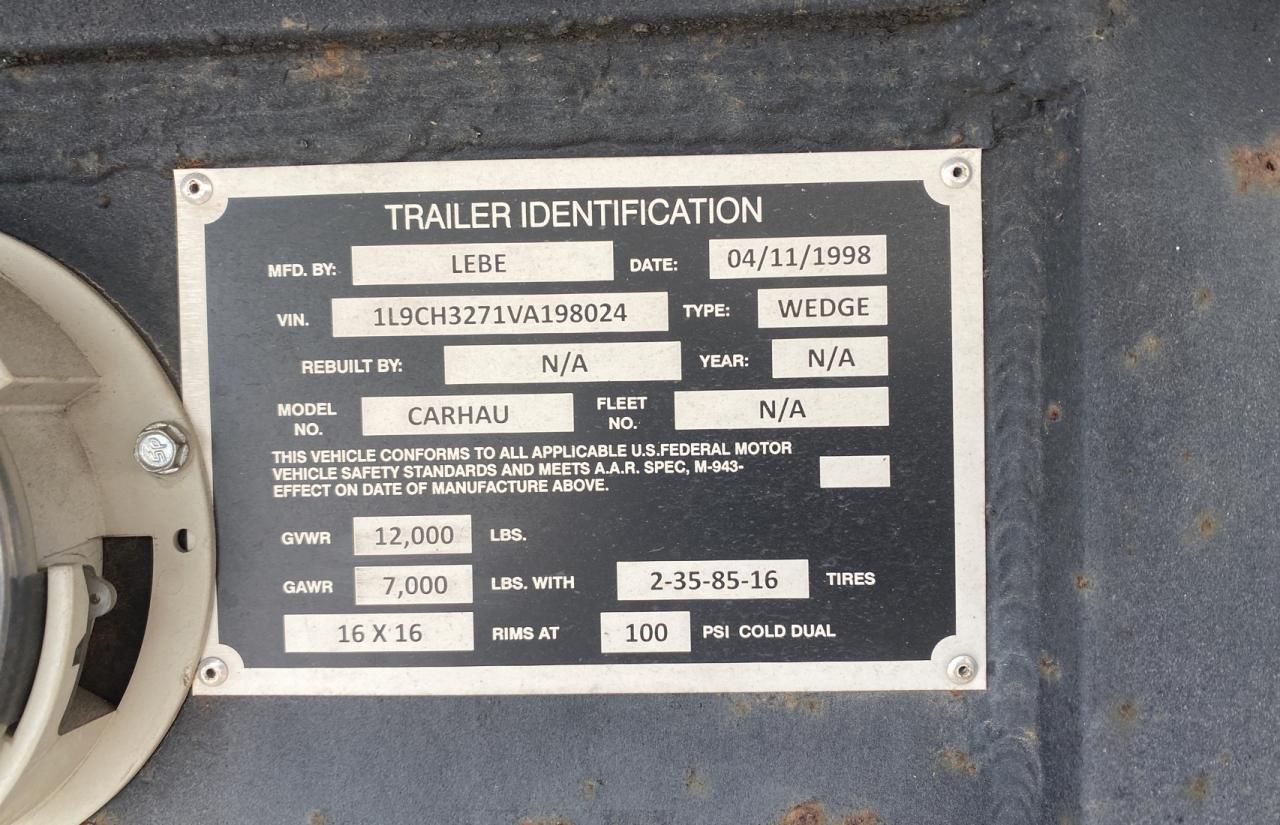 TRAILER IDENTIFICATION
MFD. BY: LEBE DATE: 04/11/1998
VIN. 1L9CH3271VA198024 TYPE: WEDGE
REBUILT BY: N/A YEAR: N/A
MODEL NO. CARHAU FLEET NO. N/A
THIS VEHICLE CONFORMS TO ALL APPLICABLE U.S.FEDERAL MOTOR
VEHICLE SAFETY STANDARDS AND MEETS A.A.R. SPEC, M-943-
EFFECT ON DATE OF MANUFACTURE ABOVE.
GVWR 12,000 LBS.
GAWR 7,000 LBS. WITH 2-35-85-16 TIRES
16 X 16 RIMS AT 100 PSI COLD DUAL